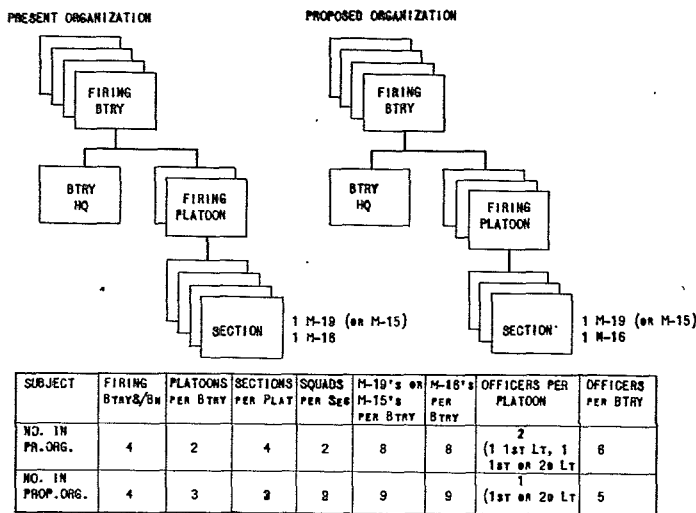 PRESENT ORGANIZATION
PROPOSED ORGANIZATION
FIRING
BTRY
BTRY
HQ
FIRING
PLATOON
SECTION
1 M-19 (OR M-15)
1 M-16
FIRING
BTRY
BTRY
HQ
FIRING
PLATOON
SECTION
1 M-19 (OR M-15)
1 M-16
SUBJECT
FIRING
BTRYS/BN
PLATOONS
PER BTRY
SECTIONS
PER PLAT
SQUADS
PER SEC
M-19'S OR
M-15'S
PER BTRY
M-16'S
PER
BTRY
OFFICERS PER
PLATOON
OFFICERS
PER BTRY
NO. IN
PR.ORG.
4
2
4
2
8
8
2
(1 1ST LT, 1
1ST OR 2D LT
6
NO. IN
PROP.ORG.
4
3
9
9
1
(1ST OR 2D LT
5